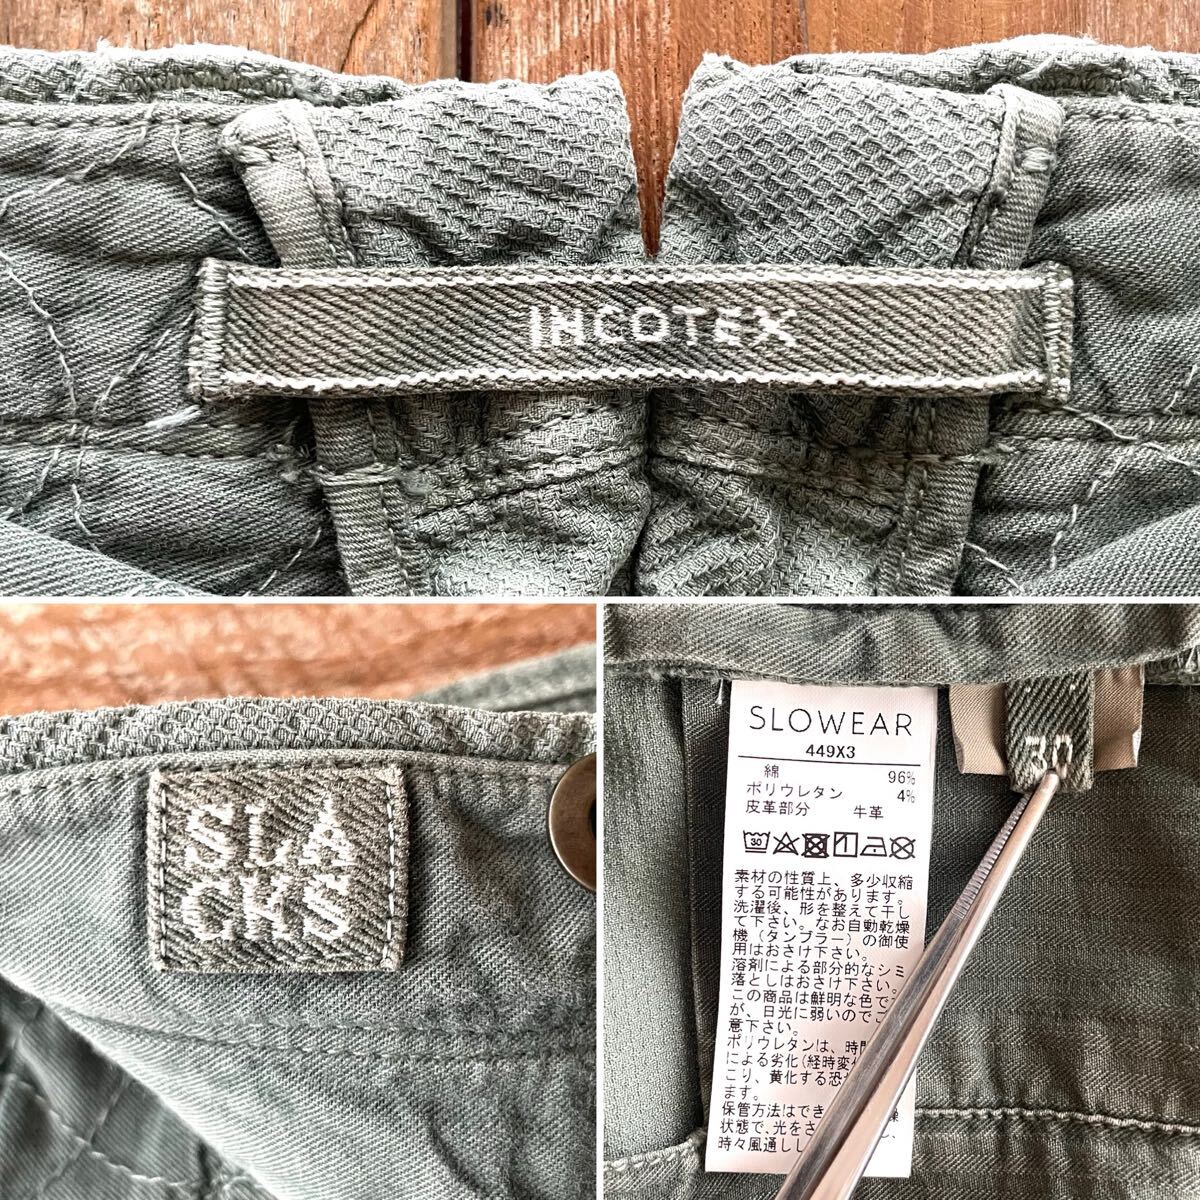 INCOTEX
SLA
CKS
SLOWEAR
449X3
綿 96%
ポリウレタン 4%
皮革部分 牛革
30
素材の性質上、多少収縮
する可能性があります。
洗濯後、形を整えて干し
て下さい。なお自動乾燥
機(タンブラー)の御使
用はおさけ下さい。
溶剤による部分的なシミ
落としはおさけ下さい。
この商品は鮮明な色で
が、日光に弱いのでご
意下さい。
ポリウレタンは、時
による劣化(経時変
こり、黄化する恐
ます。
保管方法はでき 燥
状態で、光をさ
時々風通し
30